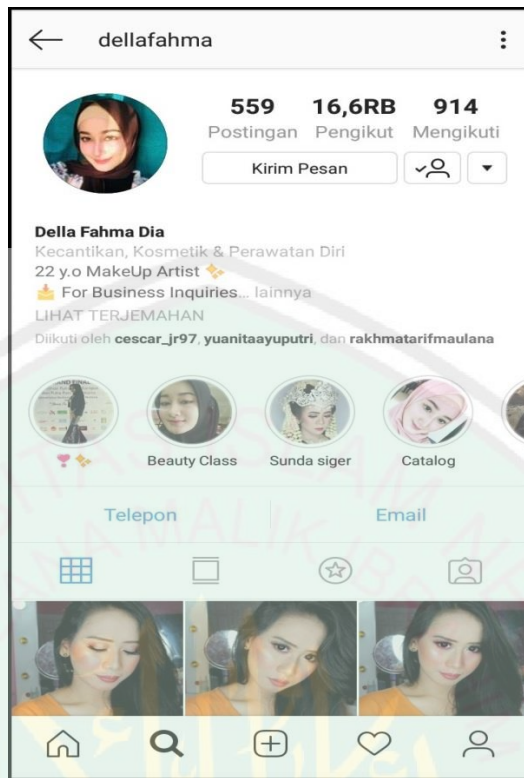 dellafahma
559 16,6RB 914
Postingan Pengikut Mengikuti
Kirim Pesan
Della Fahma Dia
Kecantikan, Kosmetik & Perawatan Diri
22 y.o MakeUp Artist ✨
📥 For Business Inquiries... lainnya
LIHAT TERJEMAHAN
Diikuti oleh cescar_jr97, yuanitaayuputri, dan rakhmatarifmaulana
Beauty Class Sunda siger Catalog
Telepon Email